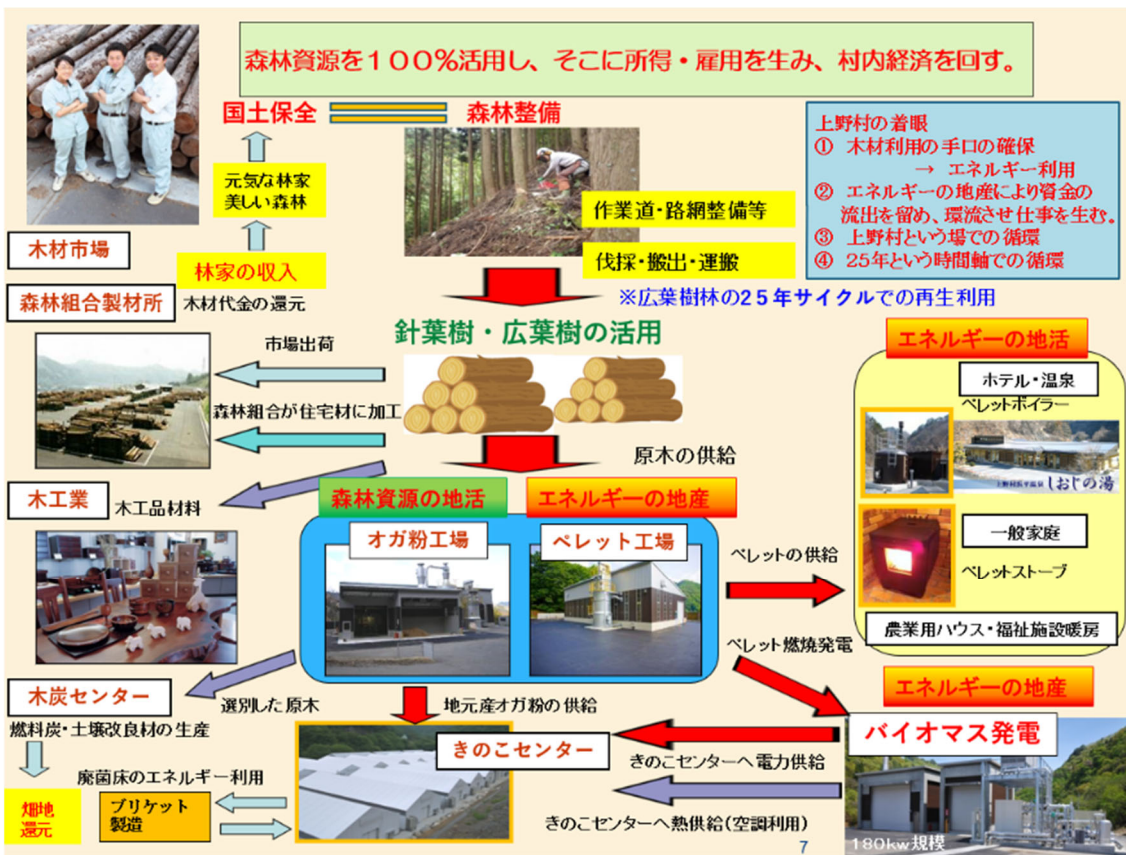 森林資源を100%活用し、そこに所得・雇用を生み、村内経済を回す。
国土保全
森林整備
元気な林家
美しい森林
作業道・路網整備等
伐採・搬出・運搬
上野村の着眼
① 木材利用の手口の確保
→ エネルギー利用
② エネルギーの地産により資金の
流出を留め、環流させ仕事を生む。
③ 上野村という場での循環
④ 25年という時間軸での循環
木材市場
林家の収入
森林組合製材所
木材代金の還元
※広葉樹林の25年サイクルでの再生利用
針葉樹・広葉樹の活用
市場出荷
森林組合が住宅材に加工
原木の供給
エネルギーの地活
ホテル・温泉
ペレットボイラー
上野村浜平温泉 しおじの湯
一般家庭
ペレットストーブ
農業用ハウス・福祉施設暖房
木工業
木工品材料
森林資源の地活
エネルギーの地産
オガ粉工場
ペレット工場
ペレットの供給
ペレット燃焼発電
木炭センター
選別した原木
燃料炭・土壌改良材の生産
地元産オガ粉の供給
エネルギーの地産
バイオマス発電
きのこセンター
きのこセンターへ電力供給
廃菌床のエネルギー利用
畑地
還元
ブリケット
製造
きのこセンターへ熱供給(空調利用)
180kw規模
7